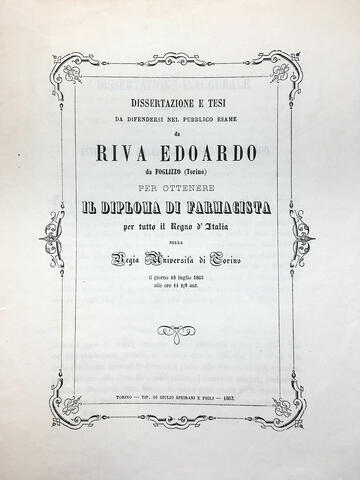 DISSERTAZIONE E TESI
DA DIFENDERSI NEL PUBBLICO ESAME
da
RIVA EDOARDO
da FOGLIZZO (Torino)
PER OTTENERE
IL DIPLOMA DI FARMACISTA
per tutto il Regno d'Italia
NELLA
Regia Università di Torino
il giorno 18 luglio 1863
alle ore 11 1/2 ant.
TORINO — TIP. DI GIULIO SPEIRANI E FIGLI — 1863.